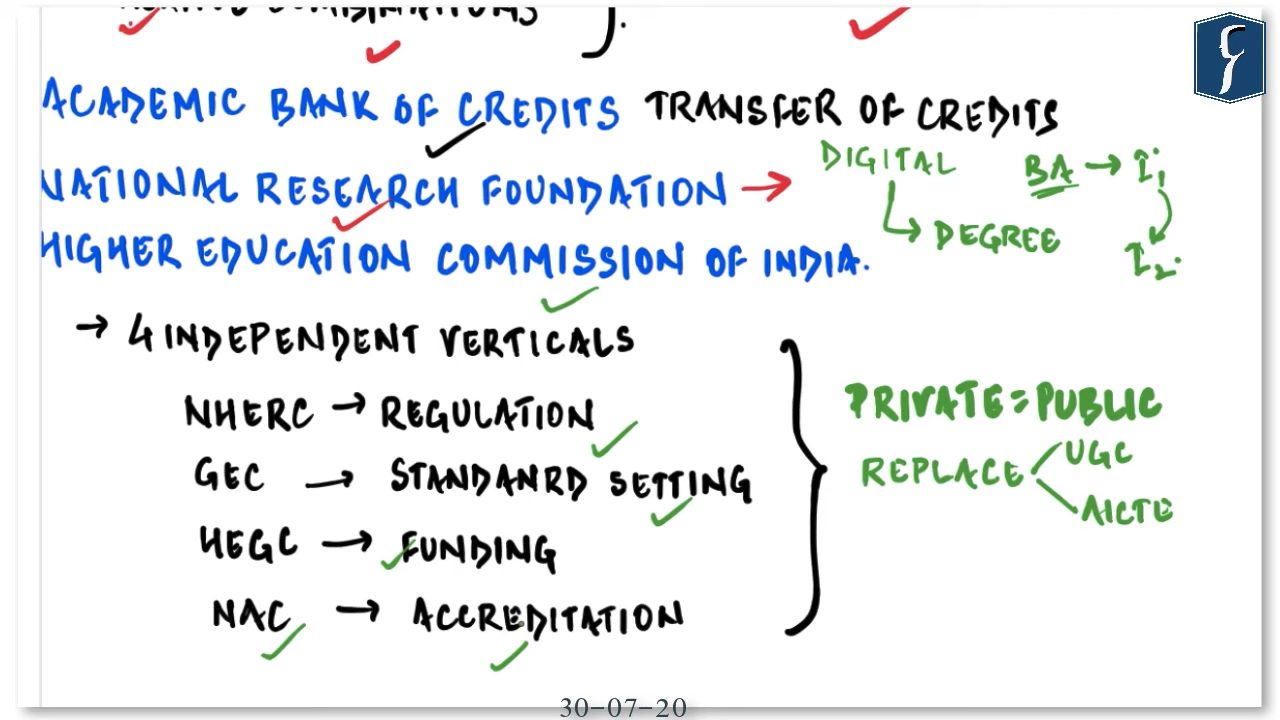 COMBINATIONS
ACADEMIC BANK OF CREDITS TRANSFER OF CREDITS
DIGITAL BA → I1
NATIONAL RESEARCH FOUNDATION →
DEGREE
I2.
HIGHER EDUCATION COMMISSION OF INDIA.
→ 4 INDEPENDENT VERTICALS
NHERC → REGULATION
PRIVATE = PUBLIC
GEC → STANDANRD SETTING
REPLACE UGC
AICTE
HEGC → FUNDING
NAC → ACCREDITATION
30-07-20